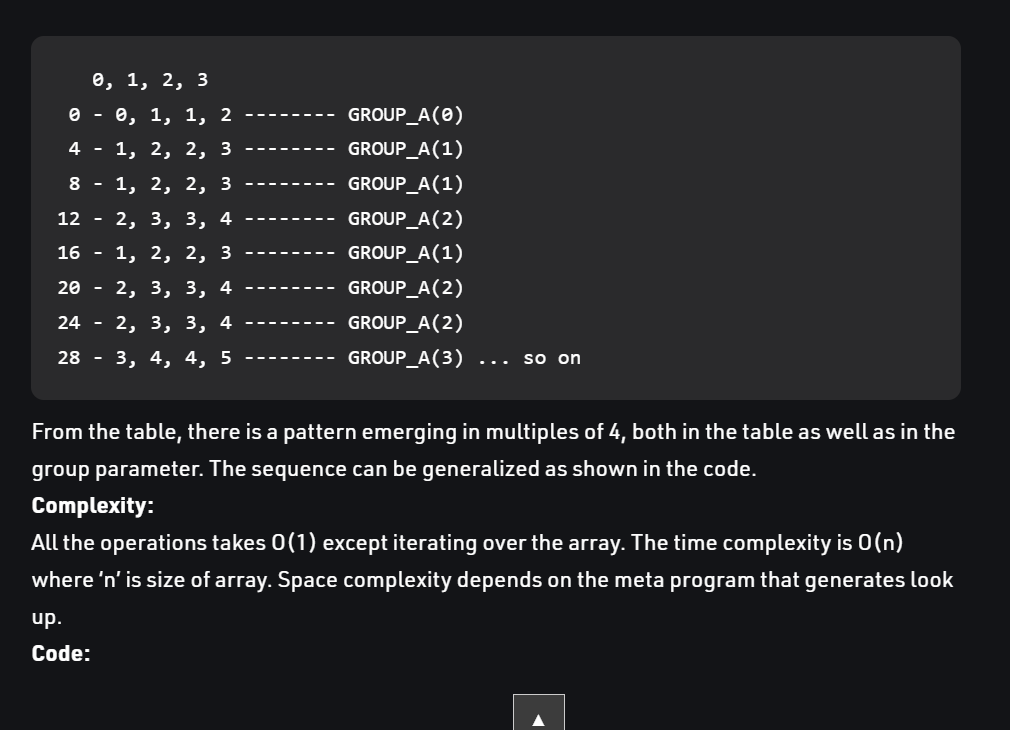 0, 1, 2, 3
0 - 0, 1, 1, 2 -------- GROUP_A(0)
4 - 1, 2, 2, 3 -------- GROUP_A(1)
8 - 1, 2, 2, 3 -------- GROUP_A(1)
12 - 2, 3, 3, 4 -------- GROUP_A(2)
16 - 1, 2, 2, 3 -------- GROUP_A(1)
20 - 2, 3, 3, 4 -------- GROUP_A(2)
24 - 2, 3, 3, 4 -------- GROUP_A(2)
28 - 3, 4, 4, 5 -------- GROUP_A(3) ... so on
From the table, there is a pattern emerging in multiples of 4, both in the table as well as in the
group parameter. The sequence can be generalized as shown in the code.
Complexity:
All the operations takes O(1) except iterating over the array. The time complexity is O(n)
where ‘n’ is size of array. Space complexity depends on the meta program that generates look
up.
Code: